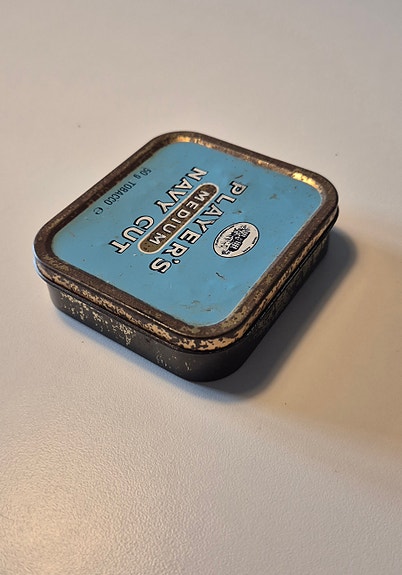 PLAYER'S
MEDIUM
NAVY CUT
50 g TOBACCO ℮